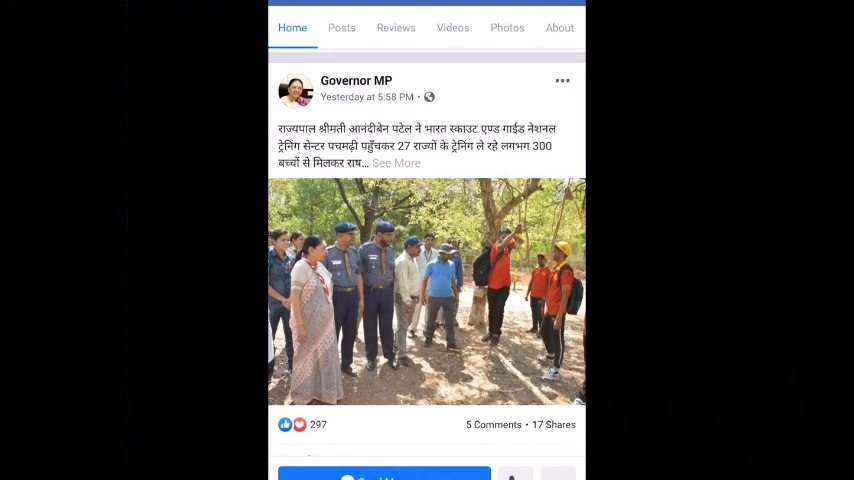 Home Posts Reviews Videos Photos About
Governor MP
Yesterday at 5:58 PM •
राज्यपाल श्रीमती आनंदीबेन पटेल ने भारत स्काउट एण्ड गाईड नेशनल
ट्रेनिंग सेन्टर पचमढ़ी पहुँचकर 27 राज्यों के ट्रेनिंग ले रहे लगभग 300
बच्चों से मिलकर राष... See More
297 5 Comments • 17 Shares